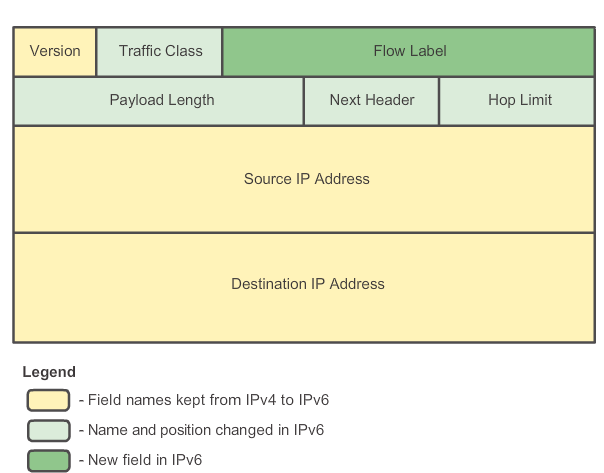 Version Traffic Class Flow Label
Payload Length Next Header Hop Limit
Source IP Address
Destination IP Address
Legend
- Field names kept from IPv4 to IPv6
- Name and position changed in IPv6
- New field in IPv6